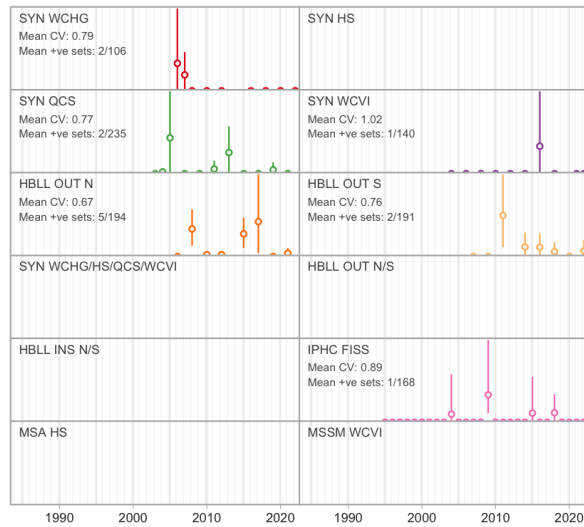 SYN WCHG
Mean CV: 0.79
Mean +ve sets: 2/106
SYN HS
SYN QCS
Mean CV: 0.77
Mean +ve sets: 2/235
SYN WCVI
Mean CV: 1.02
Mean +ve sets: 1/140
HBLL OUT N
Mean CV: 0.67
Mean +ve sets: 5/194
HBLL OUT S
Mean CV: 0.76
Mean +ve sets: 2/191
SYN WCHG/HS/QCS/WCVI
HBLL OUT N/S
HBLL INS N/S
IPHC FISS
Mean CV: 0.89
Mean +ve sets: 1/168
MSA HS
MSSM WCVI
1990 2000 2010 2020 1990 2000 2010 2020